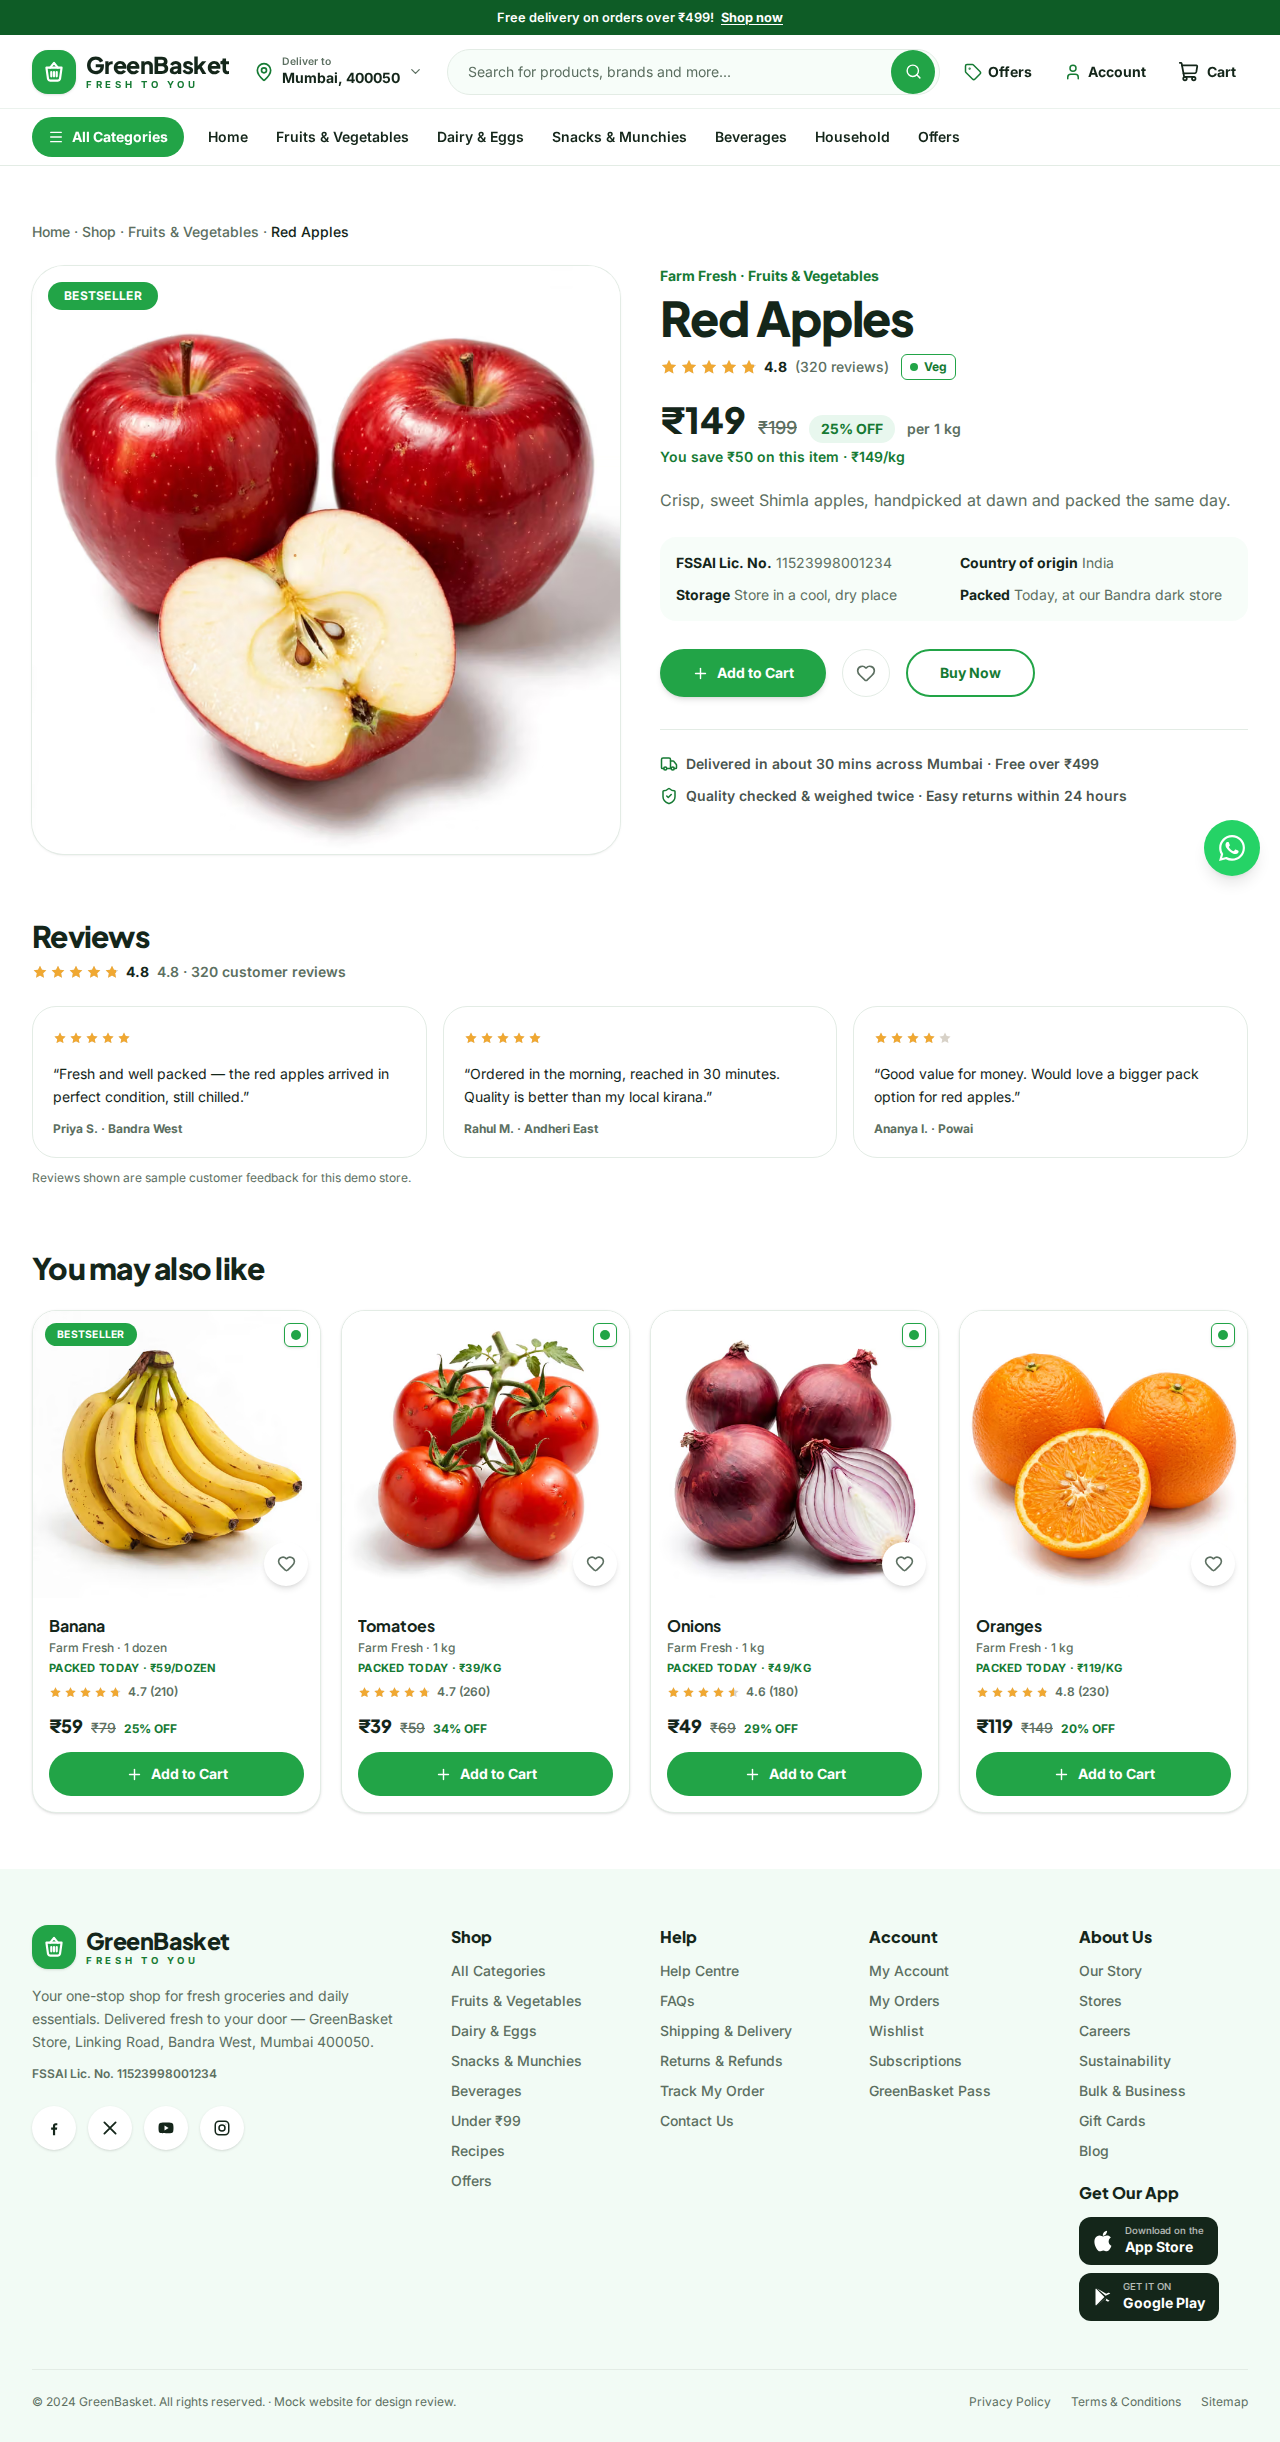 Free delivery on orders over ₹499! Shop now
GreenBasket
FRESH TO YOU
Deliver to
Mumbai, 400050
Search for products, brands and more...
Offers
Account
Cart
All Categories
Home
Fruits & Vegetables
Dairy & Eggs
Snacks & Munchies
Beverages
Household
Offers
Home · Shop · Fruits & Vegetables · Red Apples
BESTSELLER
Farm Fresh · Fruits & Vegetables
Red Apples
4.8 (320 reviews) Veg
₹149 ₹199 25% OFF per 1 kg
You save ₹50 on this item · ₹149/kg
Crisp, sweet Shimla apples, handpicked at dawn and packed the same day.
FSSAI Lic. No. 11523998001234
Country of origin India
Storage Store in a cool, dry place
Packed Today, at our Bandra dark store
Add to Cart
Buy Now
Delivered in about 30 mins across Mumbai · Free over ₹499
Quality checked & weighed twice · Easy returns within 24 hours
Reviews
4.8 4.8 · 320 customer reviews
“Fresh and well packed — the red apples arrived in
perfect condition, still chilled.”
Priya S. · Bandra West
“Ordered in the morning, reached in 30 minutes.
Quality is better than my local kirana.”
Rahul M. · Andheri East
“Good value for money. Would love a bigger pack
option for red apples.”
Ananya I. · Powai
Reviews shown are sample customer feedback for this demo store.
You may also like
BESTSELLER
Banana
Farm Fresh · 1 dozen
PACKED TODAY · ₹59/DOZEN
4.7 (210)
₹59 ₹79 25% OFF
Add to Cart
Tomatoes
Farm Fresh · 1 kg
PACKED TODAY · ₹39/KG
4.7 (260)
₹39 ₹59 34% OFF
Add to Cart
Onions
Farm Fresh · 1 kg
PACKED TODAY · ₹49/KG
4.6 (180)
₹49 ₹69 29% OFF
Add to Cart
Oranges
Farm Fresh · 1 kg
PACKED TODAY · ₹119/KG
4.8 (230)
₹119 ₹149 20% OFF
Add to Cart
GreenBasket
FRESH TO YOU
Your one-stop shop for fresh groceries and daily
essentials. Delivered fresh to your door — GreenBasket
Store, Linking Road, Bandra West, Mumbai 400050.
FSSAI Lic. No. 11523998001234
Shop
All Categories
Fruits & Vegetables
Dairy & Eggs
Snacks & Munchies
Beverages
Under ₹99
Recipes
Offers
Help
Help Centre
FAQs
Shipping & Delivery
Returns & Refunds
Track My Order
Contact Us
Account
My Account
My Orders
Wishlist
Subscriptions
GreenBasket Pass
About Us
Our Story
Stores
Careers
Sustainability
Bulk & Business
Gift Cards
Blog
Get Our App
Download on the
App Store
GET IT ON
Google Play
© 2024 GreenBasket. All rights reserved. · Mock website for design review.
Privacy Policy
Terms & Conditions
Sitemap